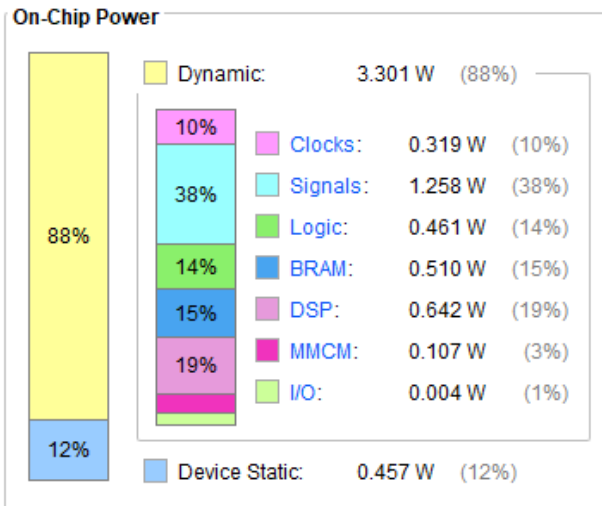 On-Chip Power
Dynamic: 3.301 W (88%)
88%
12%
10%
38%
14%
15%
19%
Clocks: 0.319 W (10%)
Signals: 1.258 W (38%)
Logic: 0.461 W (14%)
BRAM: 0.510 W (15%)
DSP: 0.642 W (19%)
MMCM: 0.107 W (3%)
I/O: 0.004 W (1%)
Device Static: 0.457 W (12%)